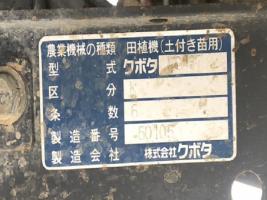 農業機械の種類 田植機(土付き苗用)
型式 クボタ
区分
条数 6
製造番号
製造会社 株式会社クボタ